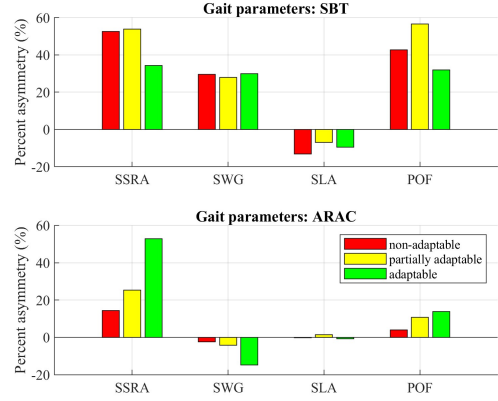 Gait parameters: SBT
Percent asymmetry (%)
60
40
20
0
-20
SSRA SWG SLA POF
Gait parameters: ARAC
Percent asymmetry (%)
60
40
20
0
-20
non-adaptable
partially adaptable
adaptable
SSRA SWG SLA POF